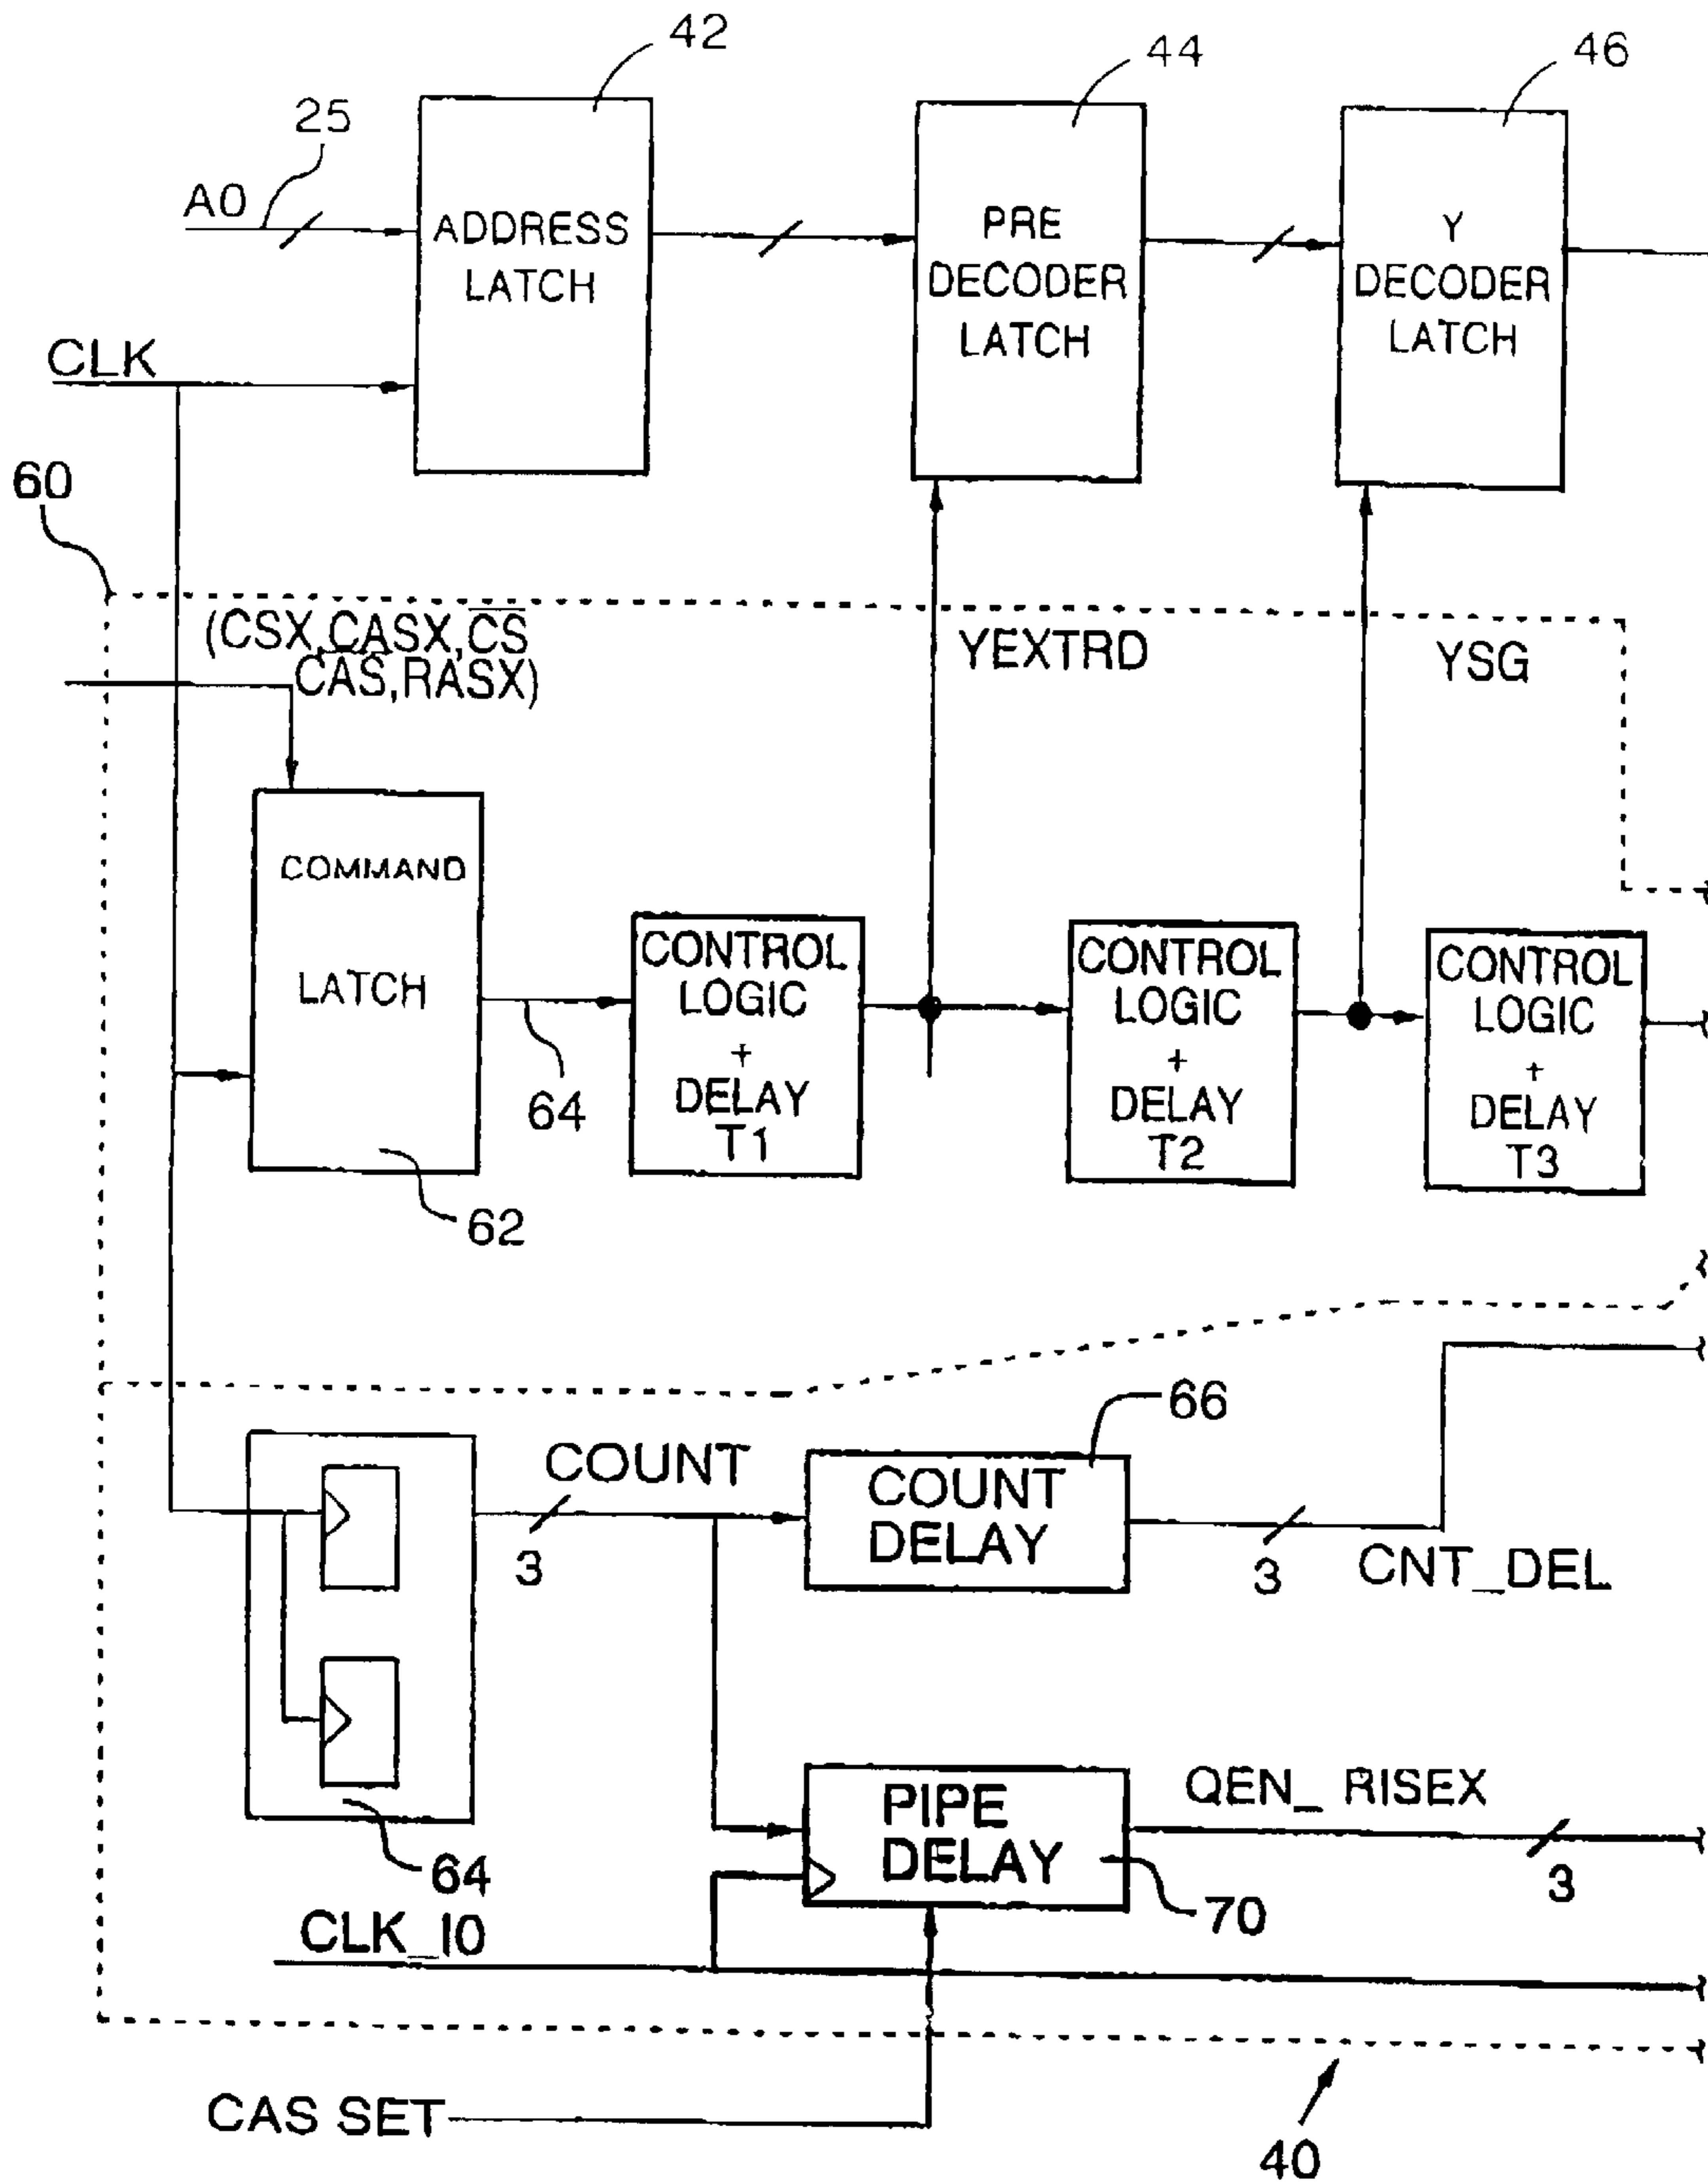 42
44
46
25
A0
ADDRESS
LATCH
PRE
DECODER
LATCH
Y
DECODER
LATCH
CLK
60
(CSX,CASX,C̅S̅
C̅A̅S̅,RASX)
YEXTRD
YSG
COMMAND
LATCH
CONTROL
LOGIC
+
DELAY
T1
CONTROL
LOGIC
+
DELAY
T2
CONTROL
LOGIC
+
DELAY
T3
64
62
66
COUNT
3
COUNT
DELAY
3
CNT_DEL
64
PIPE
DELAY
QEN_ RISEX
3
70
CLK_IO
CAS SET
40